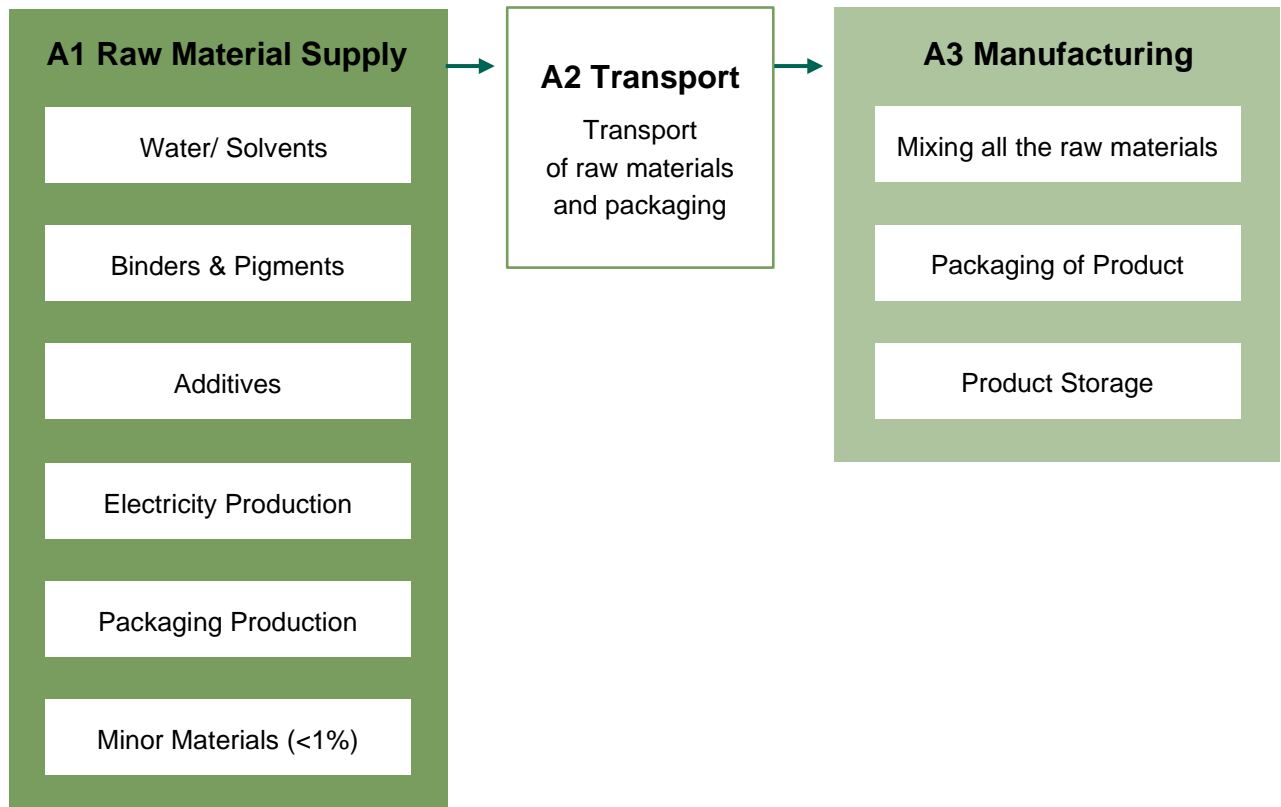 A1 Raw Material Supply
Water/ Solvents
Binders & Pigments
Additives
Electricity Production
Packaging Production
Minor Materials (<1%)
A2 Transport
Transport
of raw materials
and packaging
A3 Manufacturing
Mixing all the raw materials
Packaging of Product
Product Storage